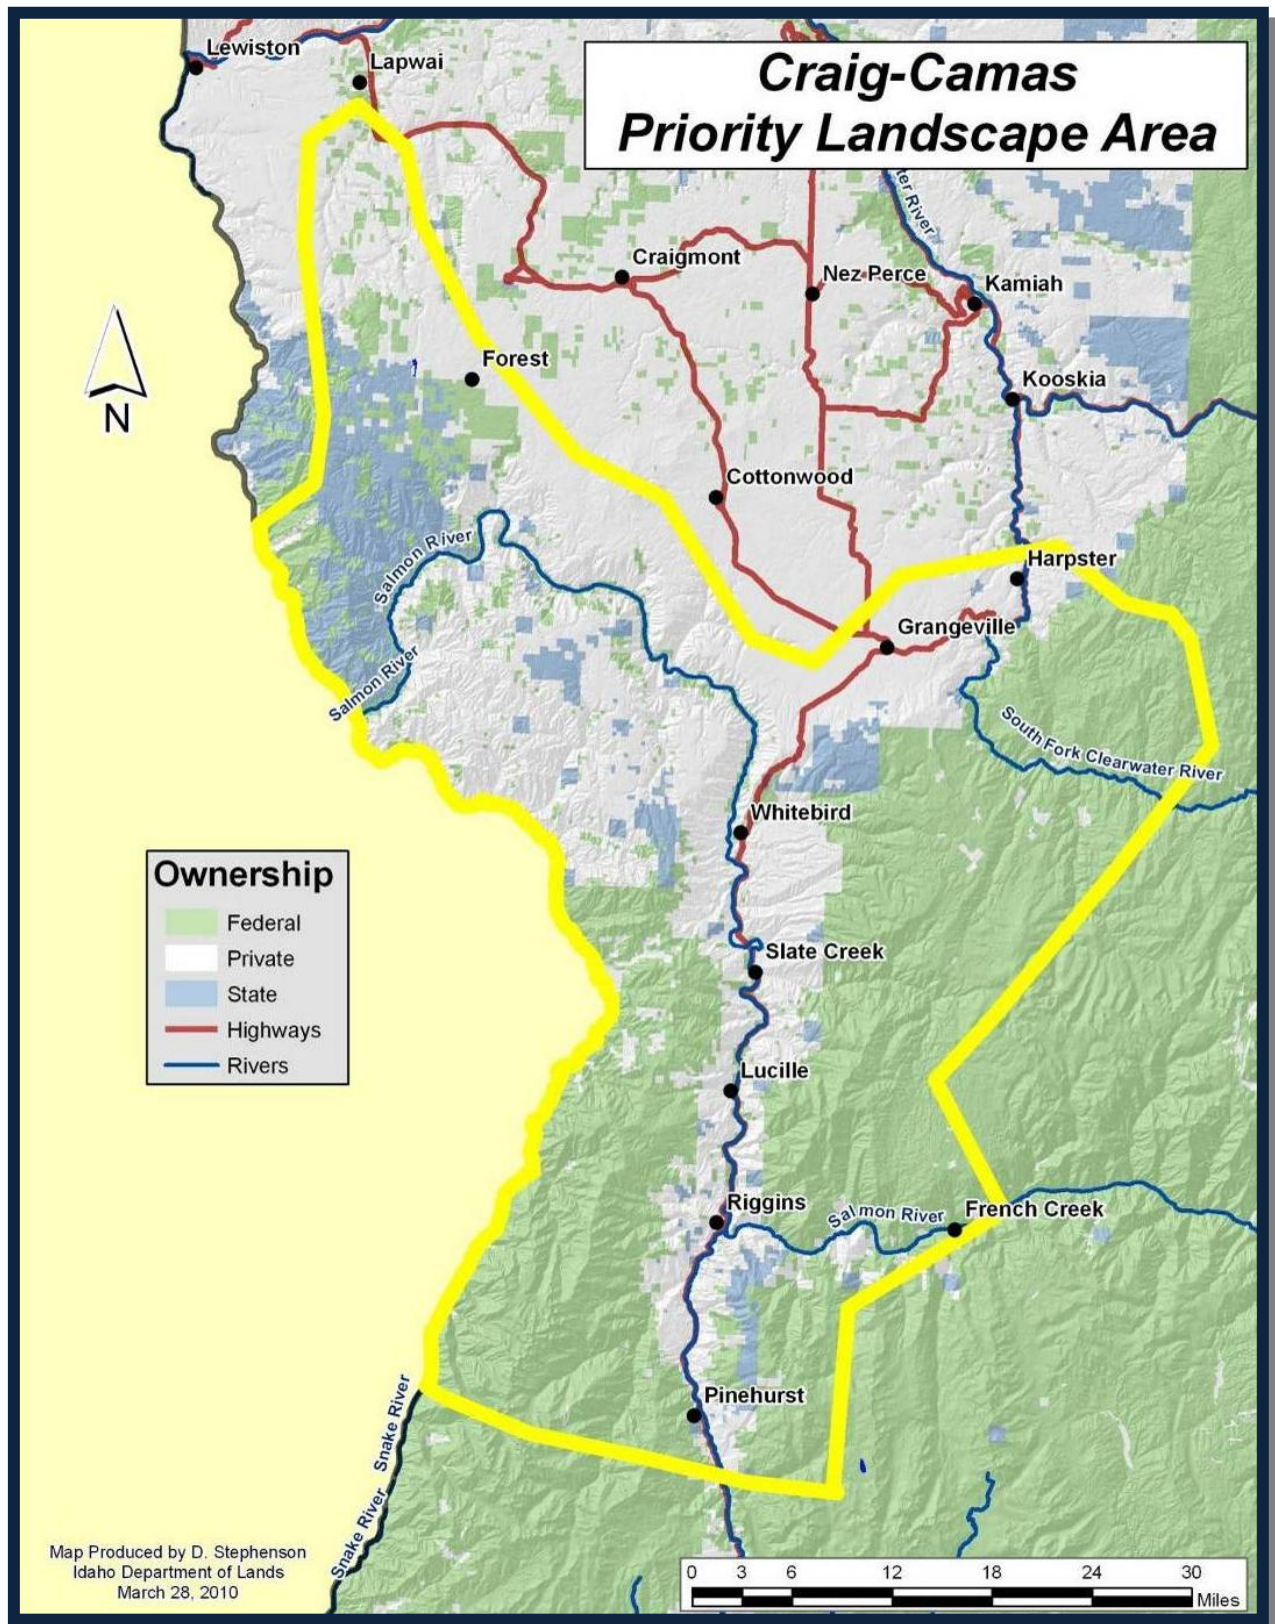 Craig-Camas
Priority Landscape Area
Lewiston
Lapwai
ter River
Craigmont
Nez Perce
Kamiah
Forest
Kooskia
N
Cottonwood
Salmon River
Harpster
Grangeville
Salmon River
South Fork Clearwater River
Whitebird
Ownership
Federal
Private
State
Highways
Rivers
Slate Creek
Lucille
Riggins
Salmon River
French Creek
Pinehurst
Snake River
Snake River
Map Produced by D. Stephenson
Idaho Department of Lands
March 28, 2010
0 3 6 12 18 24 30
Miles